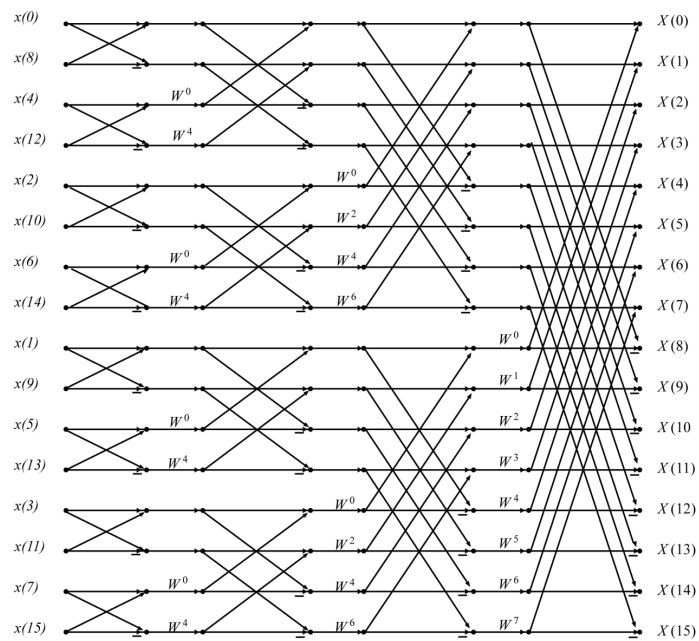 x(0) X(0)
x(8) X(1)
x(4) W^0 X(2)
x(12) W^4 X(3)
x(2) W^0 X(4)
x(10) W^2 X(5)
x(6) W^0 W^4 X(6)
x(14) W^4 W^6 X(7)
x(1) W^0 X(8)
x(9) W^1 X(9)
x(5) W^0 W^2 X(10
x(13) W^4 W^3 X(11)
x(3) W^0 W^4 X(12)
x(11) W^2 W^5 X(13)
x(7) W^0 W^4 W^6 X(14)
x(15) W^4 W^6 W^7 X(15)